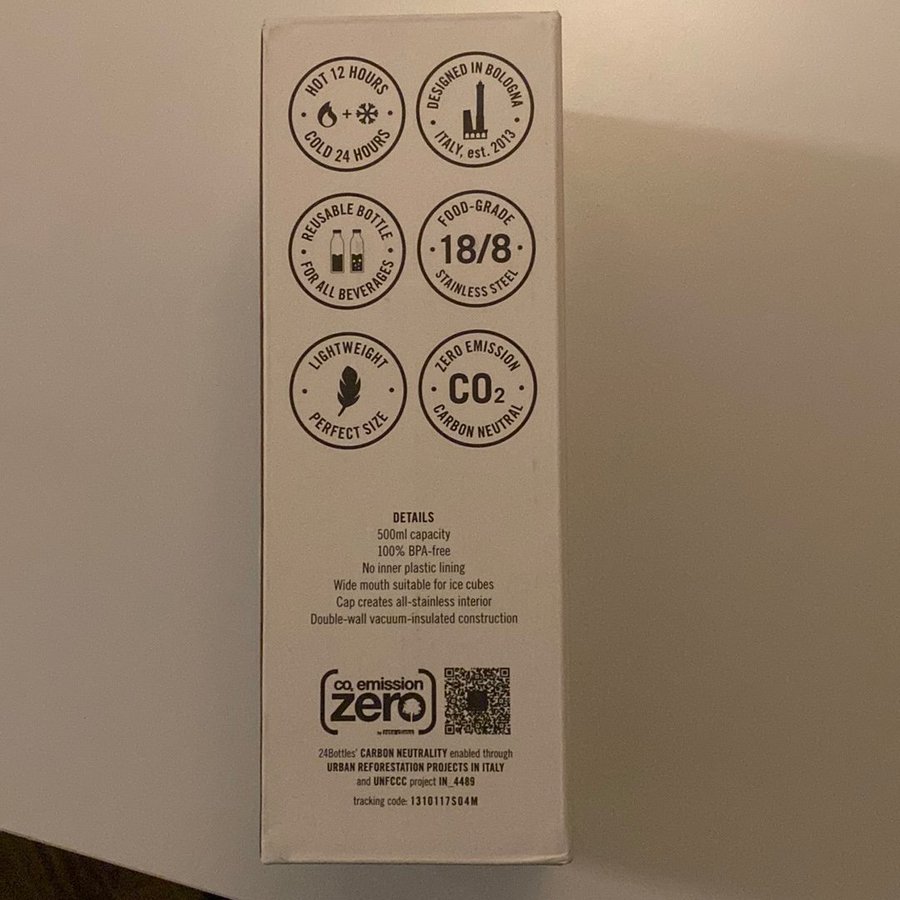 HOT 12 HOURS
+
COLD 24 HOURS
DESIGNED IN BOLOGNA
ITALY, est. 2013
REUSABLE BOTTLE
FOR ALL BEVERAGES
FOOD-GRADE
18/8
STAINLESS STEEL
LIGHTWEIGHT
PERFECT SIZE
ZERO EMISSION
CO2
CARBON NEUTRAL
DETAILS
500ml capacity
100% BPA-free
No inner plastic lining
Wide mouth suitable for ice cubes
Cap creates all-stainless interior
Double-wall vacuum-insulated construction
co2 emission
zero
by
24Bottles' CARBON NEUTRALITY enabled through
URBAN REFORESTATION PROJECTS IN ITALY
and UNFCCC project IN_4489
tracking code: 1310117S04M